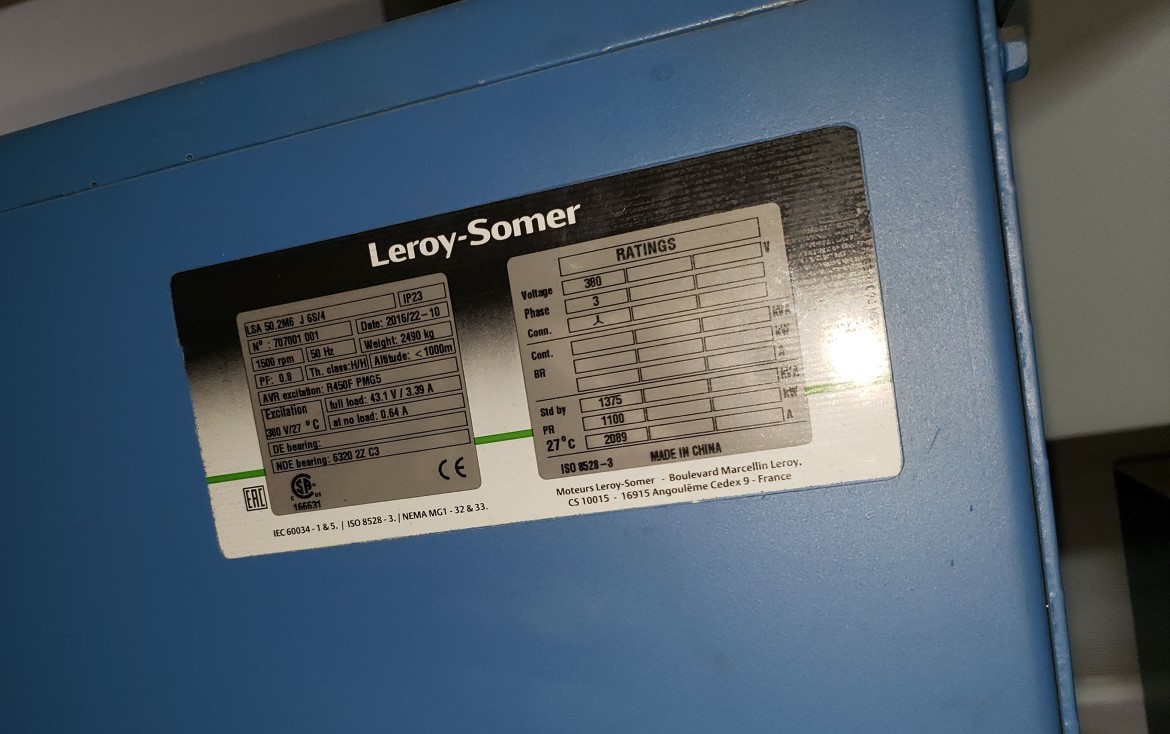 Leroy-Somer
LSA 50.2M6 J 6S/4 IP23
N° : 707001 001 Date: 2016/22-10
1500 rpm 50 Hz Weight: 2490 kg
PF: 0.8 Th. class:H/H Altitude: < 1000m
AVR excitation: R450F PMG5
Excitation full load: 43.1 V / 3.39 A
380 V/27 ° C at no load: 0.64 A
DE bearing:
NDE bearing: 6320 2Z C3
CE
EAC
C SA US
166631
RATINGS
Voltage 380 V
Phase 3
Conn.
Cont. kVA
BR kW
A
Std by 1375 kVA
PR 1100 kW
27°C 2089 A
ISO 8528-3 MADE IN CHINA
IEC 60034 - 1 & 5. | ISO 8528 - 3. | NEMA MG1 - 32 & 33.
Moteurs Leroy-Somer - Boulevard Marcellin Leroy,
CS 10015 - 16915 Angoulême Cedex 9 - France